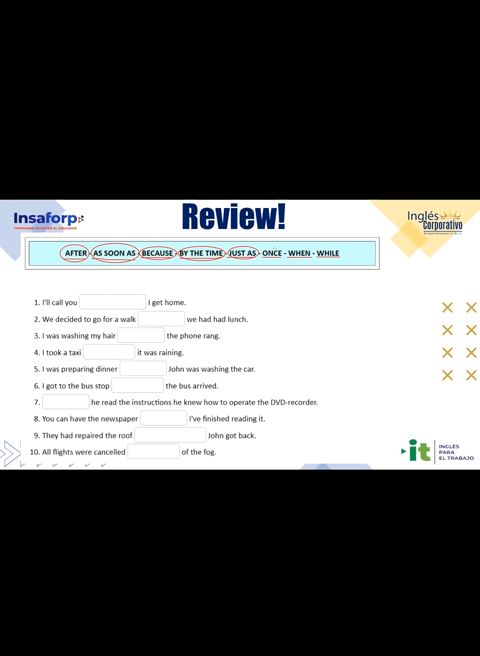 Insaforp
Review!
Inglés
Corporativo
AFTER - AS SOON AS - BECAUSE - BY THE TIME - JUST AS - ONCE - WHEN - WHILE
1. I'll call you I get home.
2. We decided to go for a walk we had had lunch.
3. I was washing my hair the phone rang.
4. I took a taxi it was raining.
5. I was preparing dinner John was washing the car.
6. I got to the bus stop the bus arrived.
7. he read the instructions he knew how to operate the DVD-recorder.
8. You can have the newspaper I've finished reading it.
9. They had repaired the roof John got back.
10. All flights were cancelled of the fog.
it
INGLÉS
PARA
EL TRABAJO